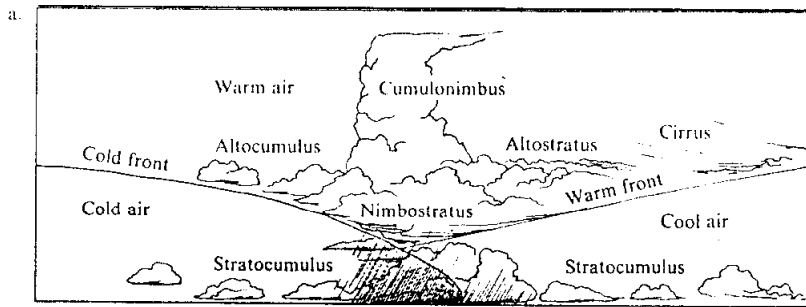 a.
Warm air
Cumulonimbus
Altocumulus
Altostratus
Cirrus
Cold front
Warm front
Cold air
Nimbostratus
Cool air
Stratocumulus
Stratocumulus